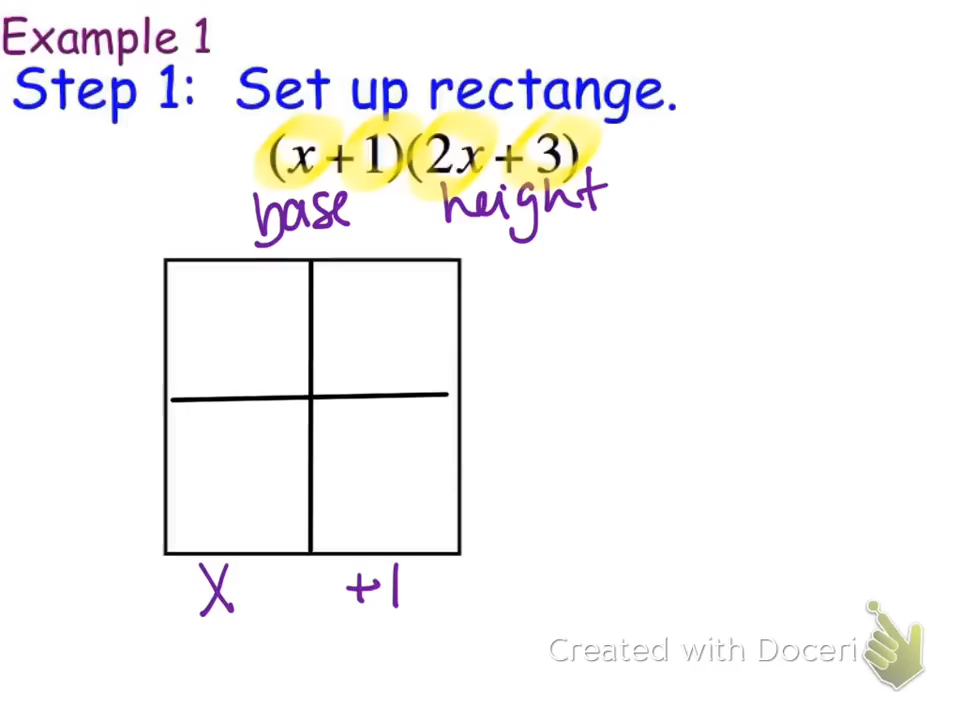 Example 1
Step 1: Set up rectange.
(x + 1)(2x + 3)
base height
x +1
Created with Doceri